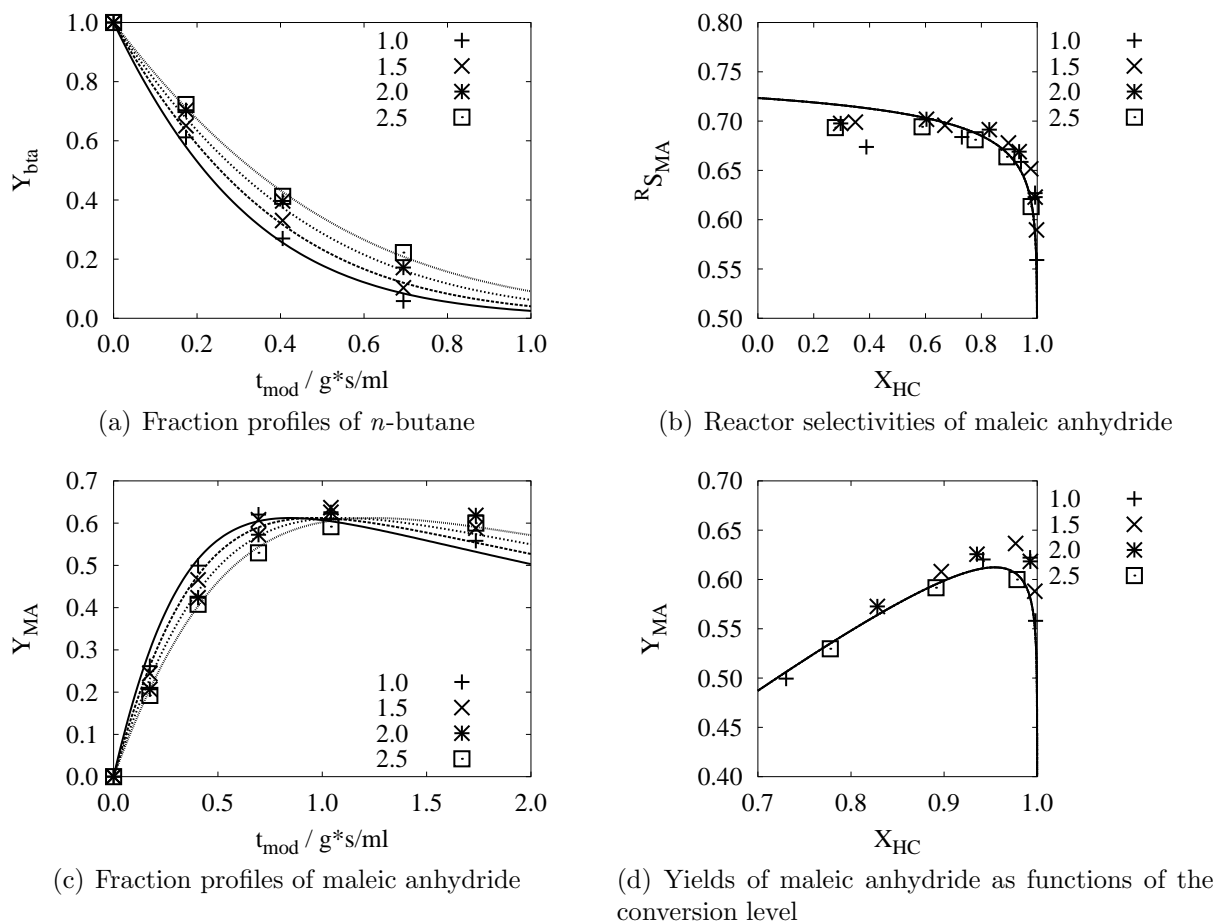 1.0
0.8
0.6
0.4
0.2
0.0
Y_bta
0.0 0.2 0.4 0.6 0.8 1.0
t_mod / g*s/ml
1.0
1.5
2.0
2.5
(a) Fraction profiles of n-butane
0.80
0.75
0.70
0.65
0.60
0.55
0.50
R_S_MA
0.0 0.2 0.4 0.6 0.8 1.0
X_HC
1.0
1.5
2.0
2.5
(b) Reactor selectivities of maleic anhydride
0.7
0.6
0.5
0.4
0.3
0.2
0.1
0.0
Y_MA
0.0 0.5 1.0 1.5 2.0
t_mod / g*s/ml
1.0
1.5
2.0
2.5
(c) Fraction profiles of maleic anhydride
0.70
0.65
0.60
0.55
0.50
0.45
0.40
Y_MA
0.7 0.8 0.9 1.0
X_HC
1.0
1.5
2.0
2.5
(d) Yields of maleic anhydride as functions of the
conversion level